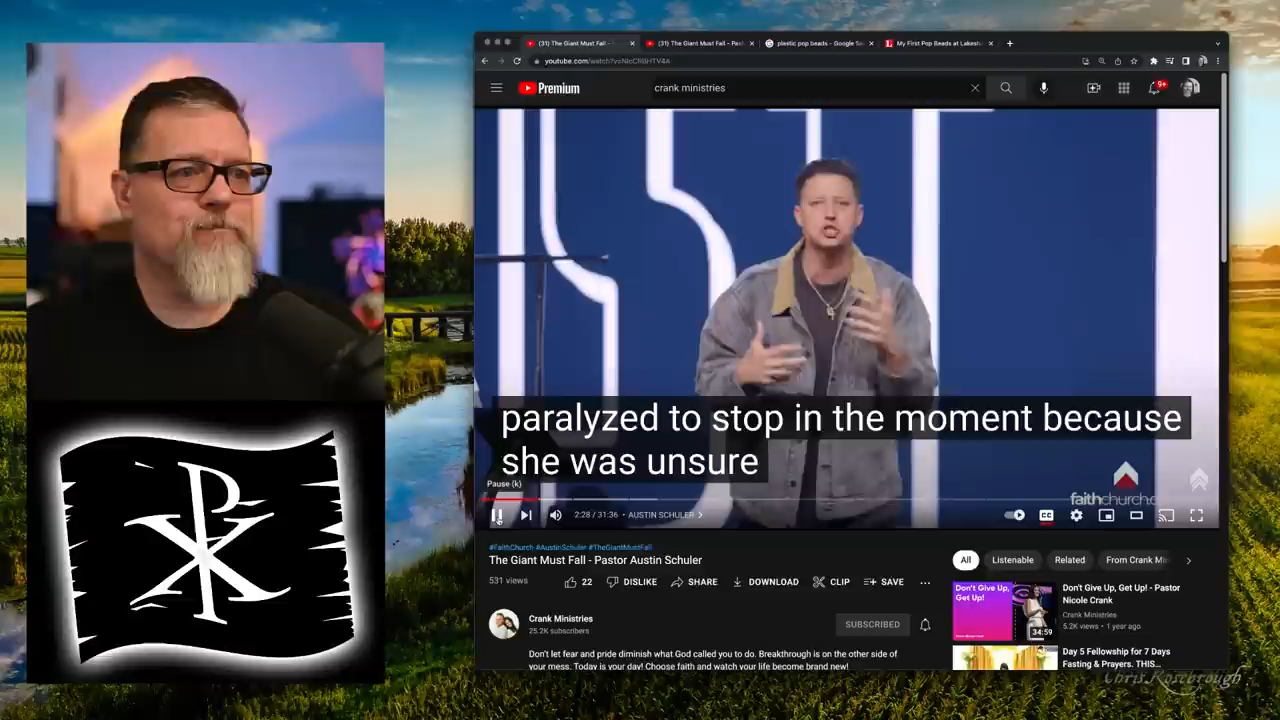 (31) The Giant Must Fall -
(31) The Giant Must Fall - Past
plastic pop beads - Google Se
My First Pop Beads at Lakesh
Premium
crank ministries
9+
paralyzed to stop in the moment because
she was unsure
Pause (k)
faithchurch.c
2:28 / 31:36 • AUSTIN SCHULER
#FaithChurch #AustinSchuler #TheGiantMustFall
The Giant Must Fall - Pastor Austin Schuler
531 views
22
DISLIKE
SHARE
DOWNLOAD
CLIP
SAVE
Crank Ministries
25.2K subscribers
SUBSCRIBED
Don't let fear and pride diminish what God called you to do. Breakthrough is on the other side of
your mess. Today is your day! Choose faith and watch your life become brand new!
All
Listenable
Related
From Crank Mi
Don't Give Up,
Get Up!
34:59
Don't Give Up, Get Up! - Pastor
Nicole Crank
Crank Ministries
5.2K views • 1 year ago
Day 5 Fellowship for 7 Days
Fasting & Prayers. THIS...
Chris Rosebrough